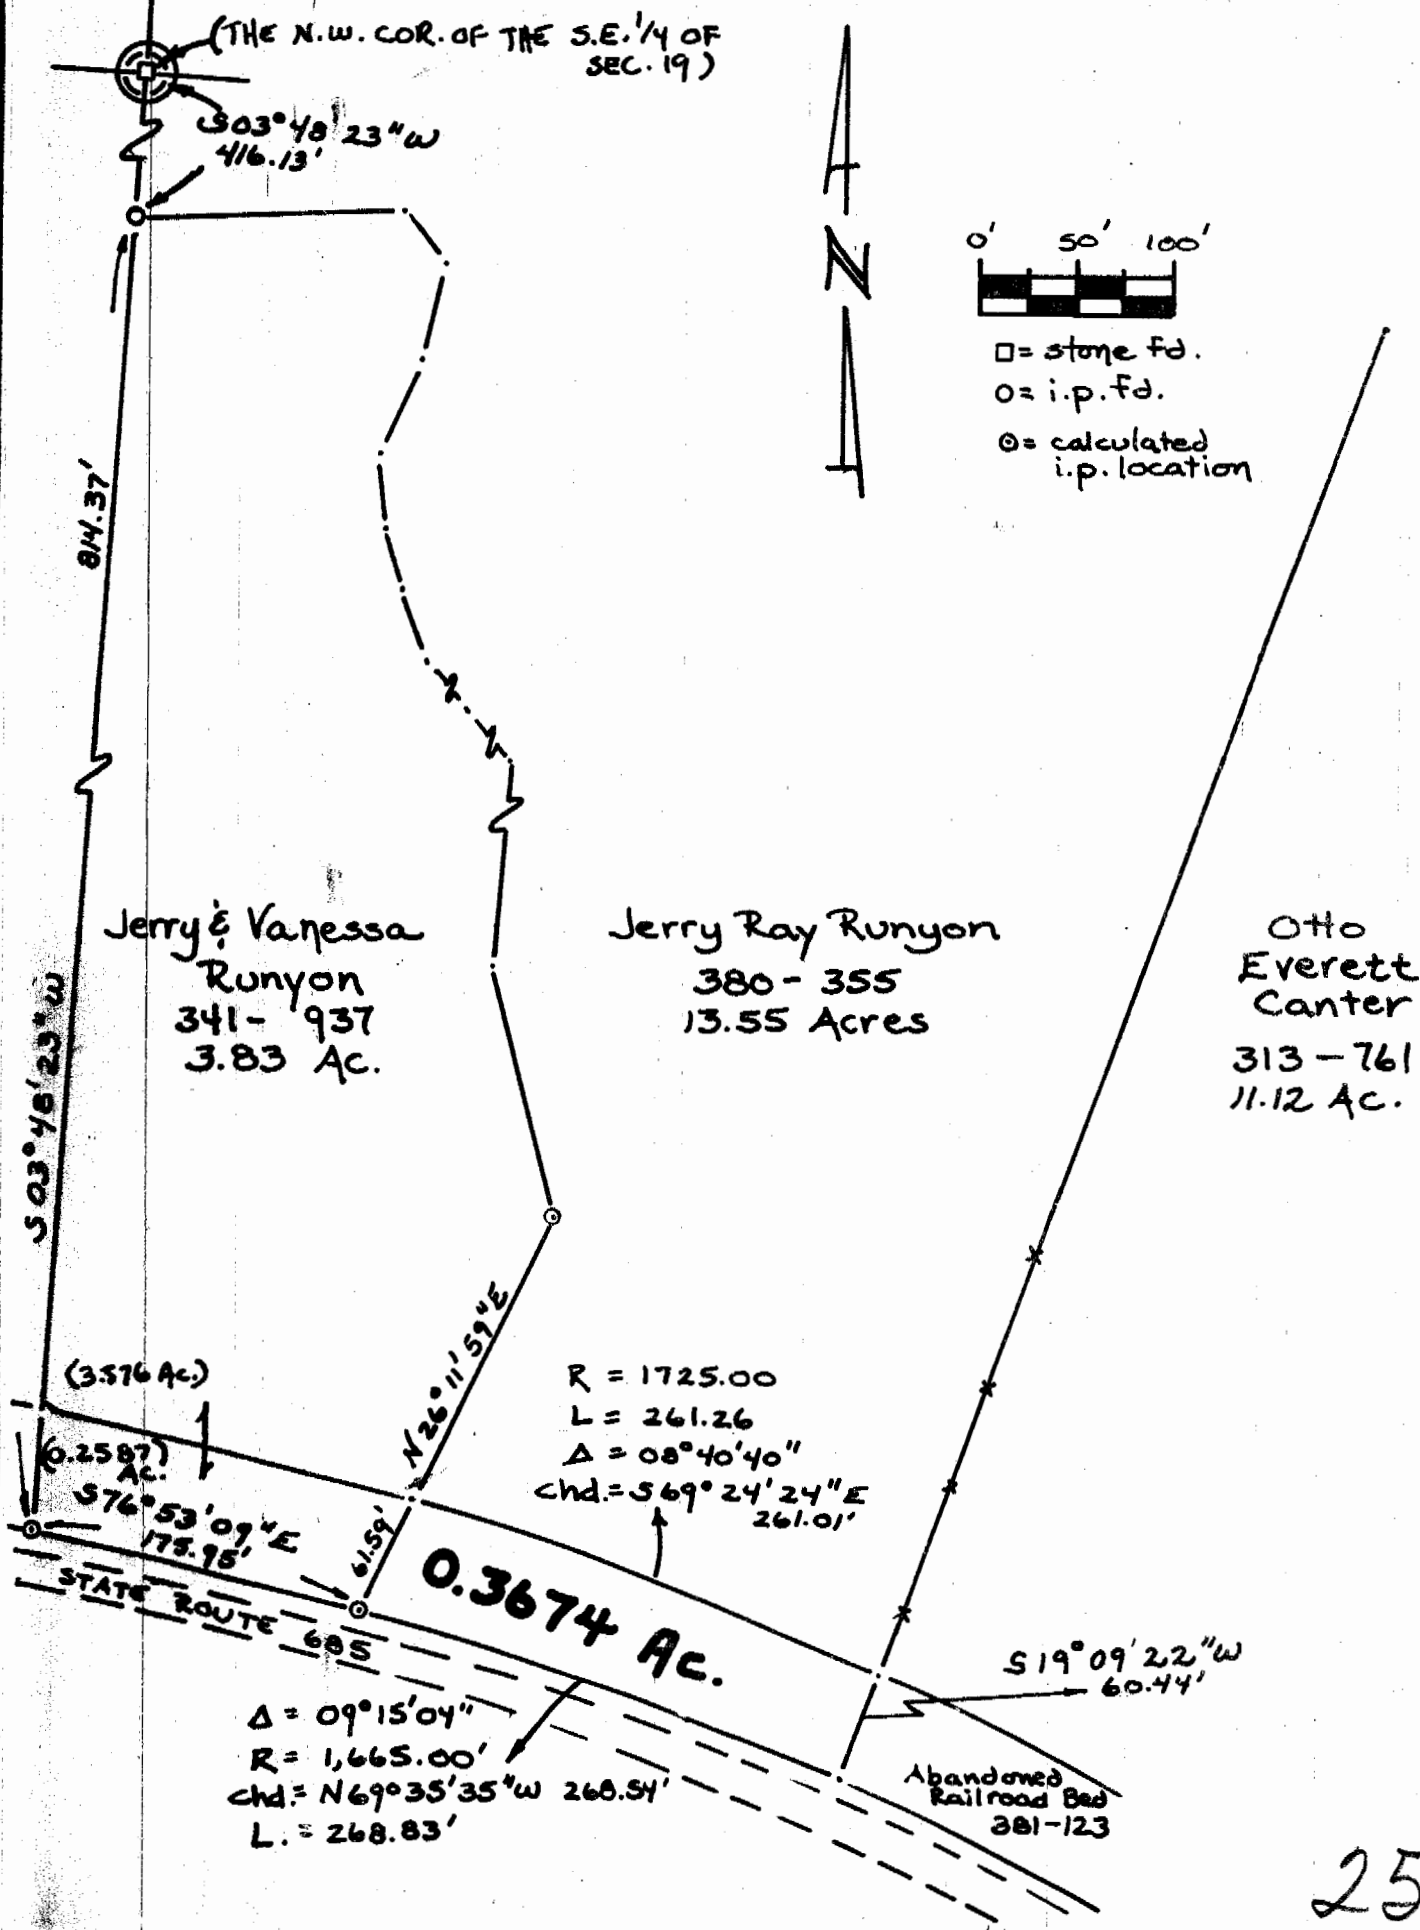 (THE N.W. COR. OF THE S.E. 1/4 OF
SEC. 19)
S03°48'23"W
416.13'
N
0' 50' 100'
□= stone fd.
O= i.p. fd.
⊙= calculated
i.p. location
814.37'
S03°48'23"W
Jerry & Vanessa
Runyon
341- 937
3.83 Ac.
Jerry Ray Runyon
380 - 355
13.55 Acres
Otto
Everett
Canter
313 - 761
11.12 Ac.
N26°11'59"E
61.59'
(3.576 Ac.)
(0.2587)
Ac.
S76°53'09"E
175.95'
STATE ROUTE 685
R = 1725.00
L = 261.26
Δ = 08°40'40"
chd.= S69°24'24"E
261.01'
0.3674 Ac.
S19°09'22"W
60.44'
Δ = 09°15'04"
R = 1,665.00'
chd.= N69°35'35"W 268.54'
L. = 268.83'
Abandoned
Railroad Bed
381-123
25